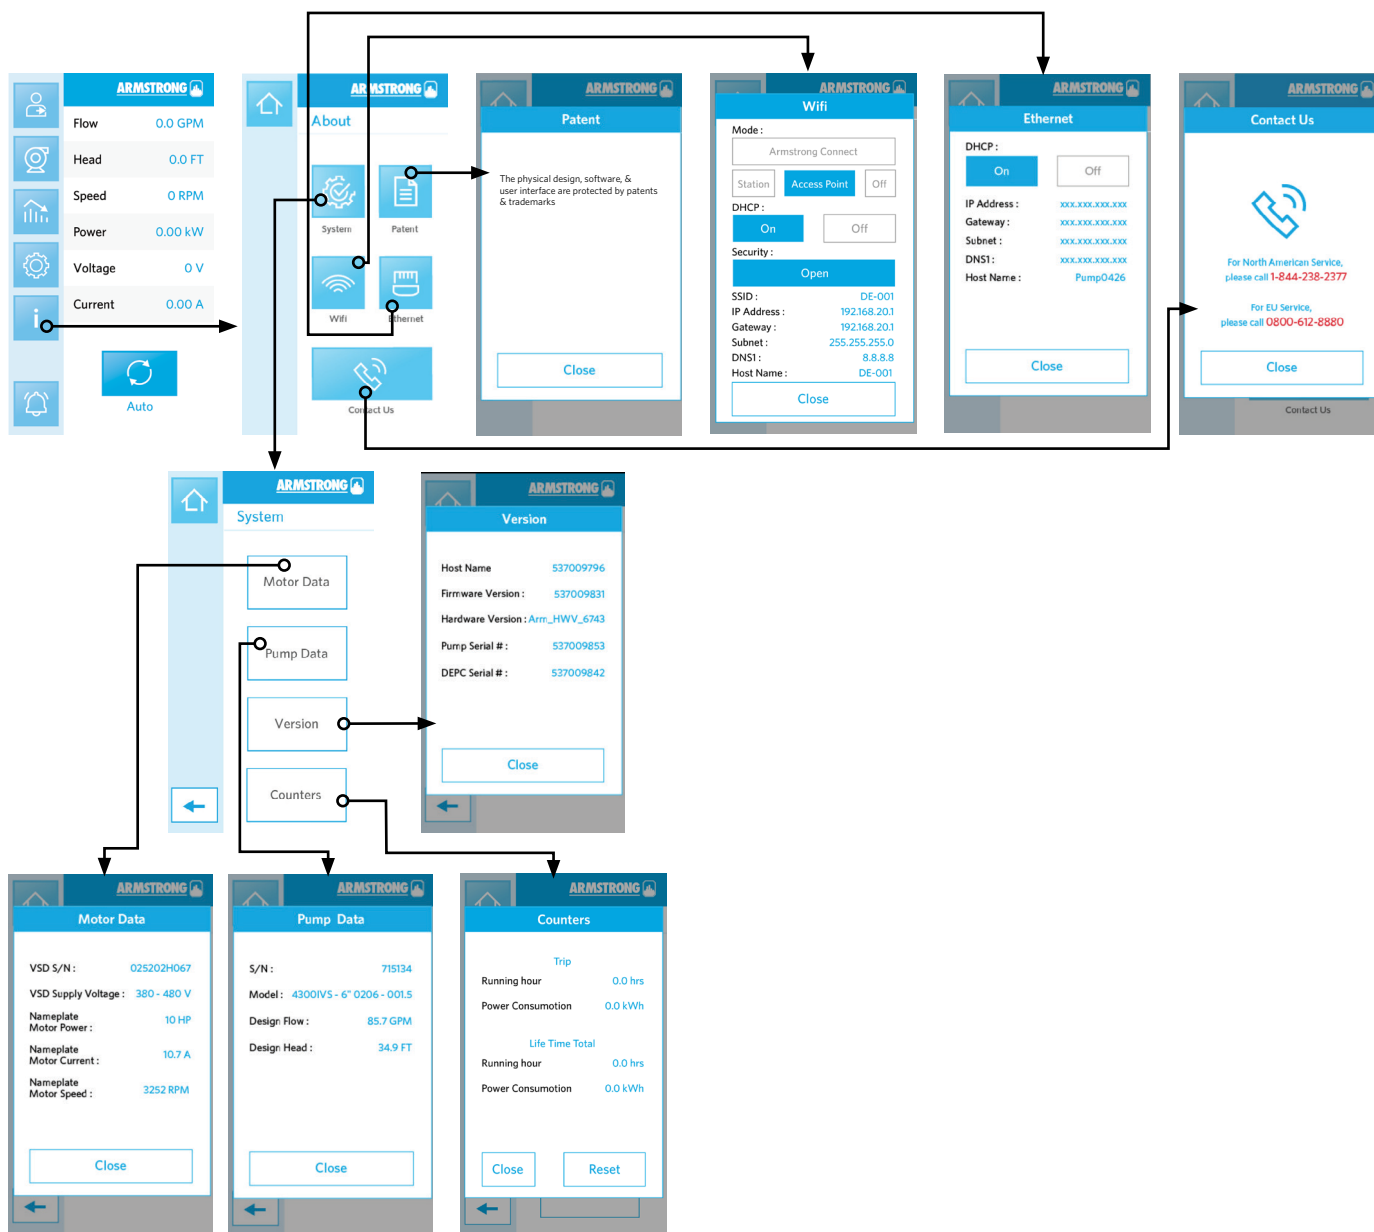 ARMSTRONG
Flow 0.0 GPM
Head 0.0 FT
Speed 0 RPM
Power 0.00 kW
Voltage 0 V
Current 0.00 A
i
Auto
ARMSTRONG
About
System Patent
Wifi Ethernet
Contact Us
ARMSTRONG
Patent
The physical design, software, &
user interface are protected by patents
& trademarks
Close
ARMSTRONG
Wifi
Mode :
Armstrong Connect
Station Access Point Off
DHCP :
On Off
Security :
Open
SSID : DE-001
IP Address : 192.168.20.1
Gateway : 192.168.20.1
Subnet : 255.255.255.0
DNS1 : 8.8.8.8
Host Name : DE-001
Close
ARMSTRONG
Ethernet
DHCP :
On Off
IP Address : xxx.xxx.xxx.xxx
Gateway : xxx.xxx.xxx.xxx
Subnet : xxx.xxx.xxx.xxx
DNS1 : xxx.xxx.xxx.xxx
Host Name : Pump0426
Close
ARMSTRONG
Contact Us
For North American Service,
please call 1-844-238-2377
For EU Service,
please call 0800-612-8880
Close
Contact Us
ARMSTRONG
System
Motor Data
Pump Data
Version
Counters
ARMSTRONG
Version
Host Name 537009796
Firmware Version : 537009831
Hardware Version : Arm_HWV_6743
Pump Serial # : 537009853
DEPC Serial # : 537009842
Close
ARMSTRONG
Motor Data
VSD S/N : 025202H067
VSD Supply Voltage : 380 - 480 V
Nameplate
Motor Power : 10 HP
Nameplate
Motor Current : 10.7 A
Nameplate
Motor Speed : 3252 RPM
Close
ARMSTRONG
Pump Data
S/N : 715134
Model : 4300IVS - 6" 0206 - 001.5
Design Flow : 85.7 GPM
Design Head : 34.9 FT
Close
ARMSTRONG
Counters
Trip
Running hour 0.0 hrs
Power Consumotion 0.0 kWh
Life Time Total
Running hour 0.0 hrs
Power Consumotion 0.0 kWh
Close Reset